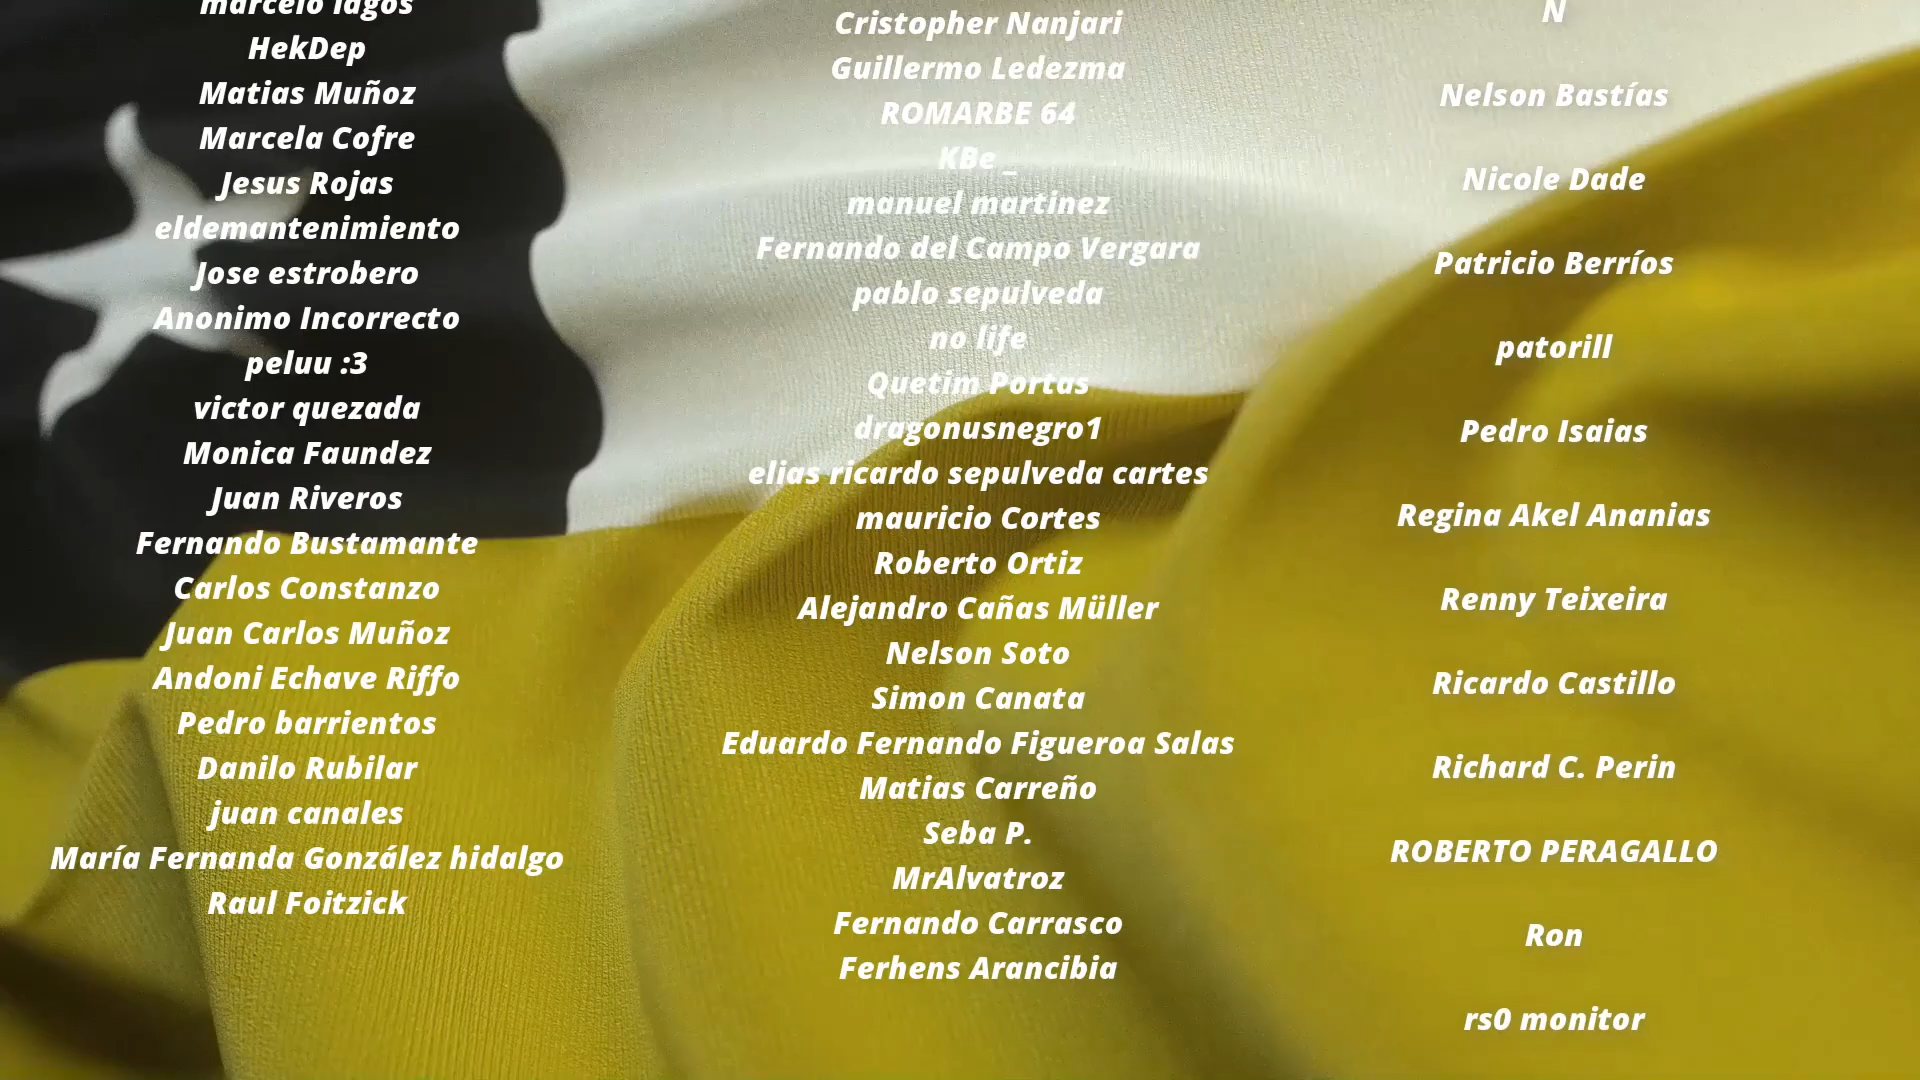 marcelo lagos
HekDep
Matias Muñoz
Marcela Cofre
Jesus Rojas
eldemantenimiento
Jose estrobero
Anonimo Incorrecto
peluu :3
victor quezada
Monica Faundez
Juan Riveros
Fernando Bustamante
Carlos Constanzo
Juan Carlos Muñoz
Andoni Echave Riffo
Pedro barrientos
Danilo Rubilar
juan canales
María Fernanda González hidalgo
Raul Foitzick
Cristopher Nanjari
Guillermo Ledezma
ROMARBE 64
KBe _
manuel martinez
Fernando del Campo Vergara
pablo sepulveda
no life
Quetim Portas
dragonusnegro1
elias ricardo sepulveda cartes
mauricio Cortes
Roberto Ortiz
Alejandro Cañas Müller
Nelson Soto
Simon Canata
Eduardo Fernando Figueroa Salas
Matias Carreño
Seba P.
MrAlvatroz
Fernando Carrasco
Ferhens Arancibia
N
Nelson Bastías
Nicole Dade
Patricio Berríos
patorill
Pedro Isaias
Regina Akel Ananias
Renny Teixeira
Ricardo Castillo
Richard C. Perin
ROBERTO PERAGALLO
Ron
rs0 monitor